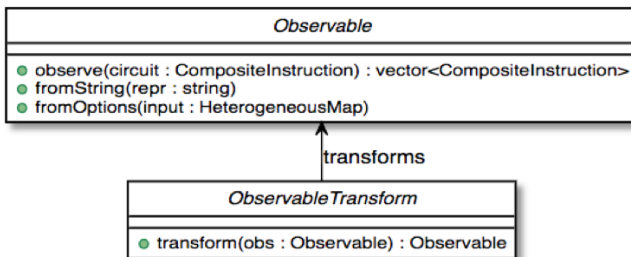 Observable
observe(circuit : CompositeInstruction) : vector<CompositeInstruction>
fromString(repr : string)
fromOptions(input : HeterogeneousMap)
transforms
ObservableTransform
transform(obs : Observable) : Observable